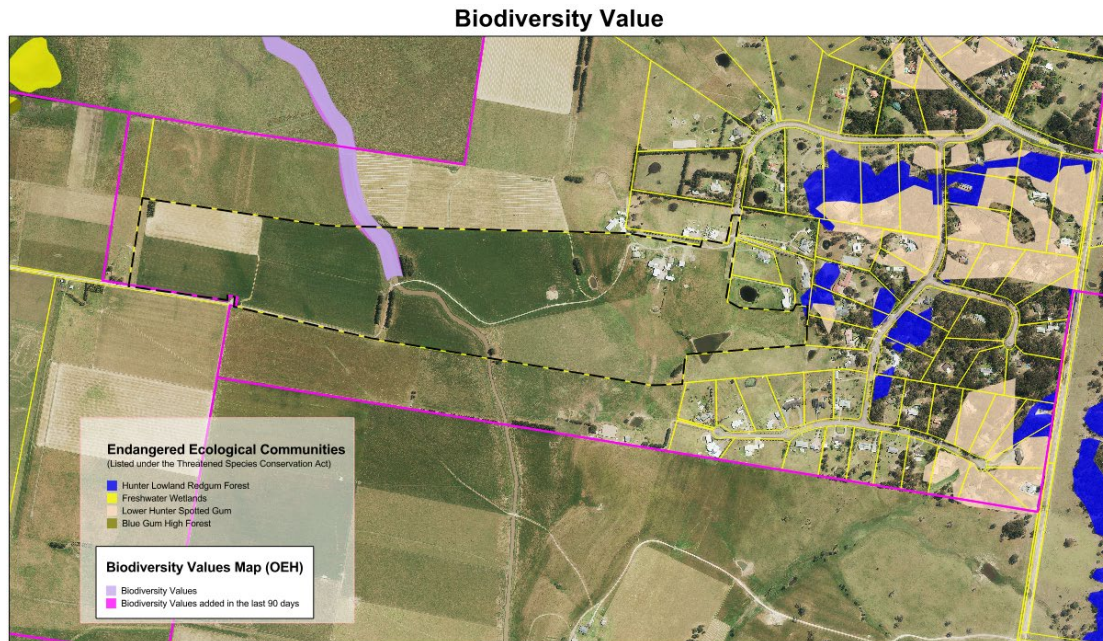 Biodiversity Value
Endangered Ecological Communities
(Listed under the Threatened Species Conservation Act)
Hunter Lowland Redgum Forest
Freshwater Wetlands
Lower Hunter Spotted Gum
Blue Gum High Forest
Biodiversity Values Map (OEH)
Biodiversity Values
Biodiversity Values added in the last 90 days